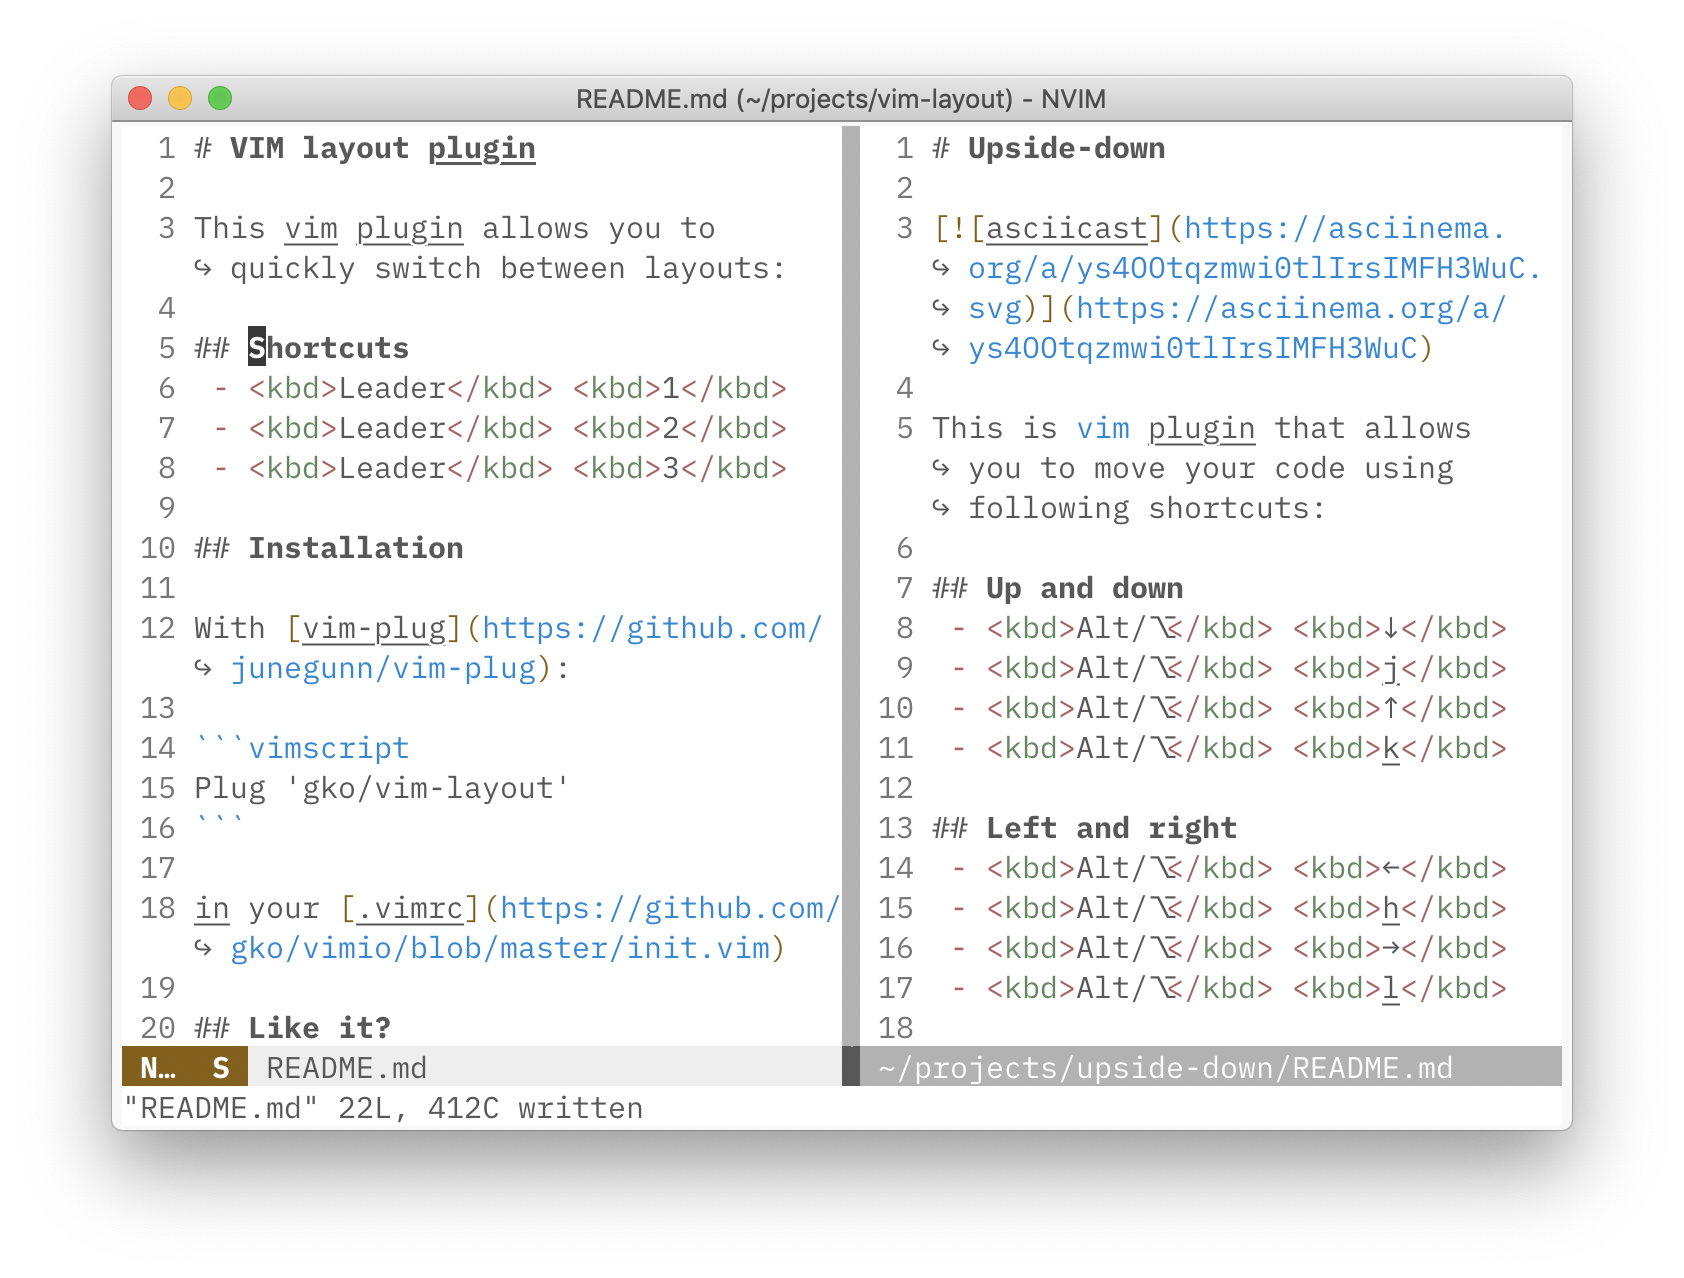 README.md (~/projects/vim-layout) - NVIM
1 # VIM layout plugin
2
3 This vim plugin allows you to
↪ quickly switch between layouts:
4
5 ## Shortcuts
6  - <kbd>Leader</kbd> <kbd>1</kbd>
7  - <kbd>Leader</kbd> <kbd>2</kbd>
8  - <kbd>Leader</kbd> <kbd>3</kbd>
9
10 ## Installation
11
12 With [vim-plug](https://github.com/
↪ junegunn/vim-plug):
13
14 ```vimscript
15 Plug 'gko/vim-layout'
16 ```
17
18 in your [.vimrc](https://github.com/
↪ gko/vimio/blob/master/init.vim)
19
20 ## Like it?
N… S README.md
"README.md" 22L, 412C written
1 # Upside-down
2
3 [![asciicast](https://asciinema.
↪ org/a/ys4OOtqzmwi0tlIrsIMFH3WuC.
↪ svg)](https://asciinema.org/a/
↪ ys4OOtqzmwi0tlIrsIMFH3WuC)
4
5 This is vim plugin that allows
↪ you to move your code using
↪ following shortcuts:
6
7 ## Up and down
8  - <kbd>Alt/⌥</kbd> <kbd>↓</kbd>
9  - <kbd>Alt/⌥</kbd> <kbd>j</kbd>
10  - <kbd>Alt/⌥</kbd> <kbd>↑</kbd>
11  - <kbd>Alt/⌥</kbd> <kbd>k</kbd>
12
13 ## Left and right
14  - <kbd>Alt/⌥</kbd> <kbd>←</kbd>
15  - <kbd>Alt/⌥</kbd> <kbd>h</kbd>
16  - <kbd>Alt/⌥</kbd> <kbd>→</kbd>
17  - <kbd>Alt/⌥</kbd> <kbd>l</kbd>
18
~/projects/upside-down/README.md